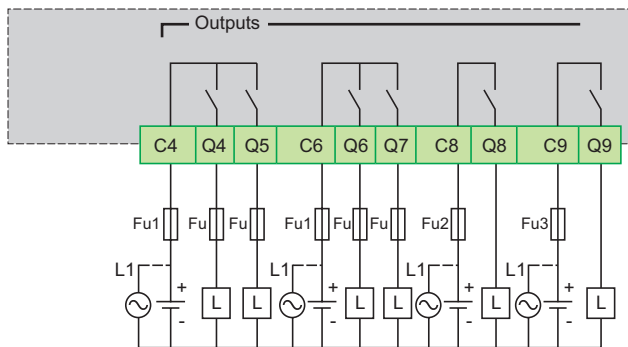 Outputs
C4 Q4 Q5 C6 Q6 Q7 C8 Q8 C9 Q9
Fu1 Fu Fu Fu1 Fu Fu Fu2 Fu3
L1 L1 L1 L1
+ + + +
L L L L L L
- - - -